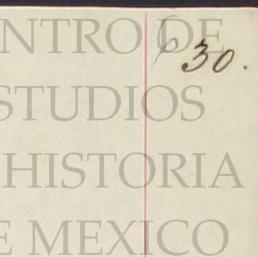 NTRO DE
30.
STUDIOS
HISTORIA
E MEXICO